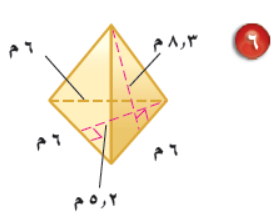 ٩
٨,٣ م
٦ م
٦ م
٦ م
٥,٢ م